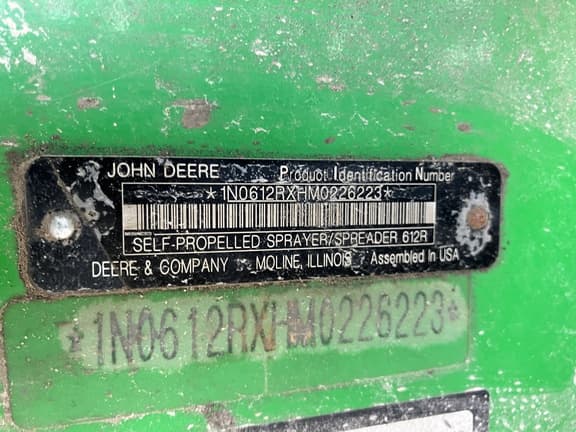 JOHN DEERE Product Identification Number
*1N0612RXHM0226223*
SELF-PROPELLED SPRAYER/SPREADER 612R
DEERE & COMPANY MOLINE, ILLINOIS Assembled In USA
*1N0612RXHM0226223*